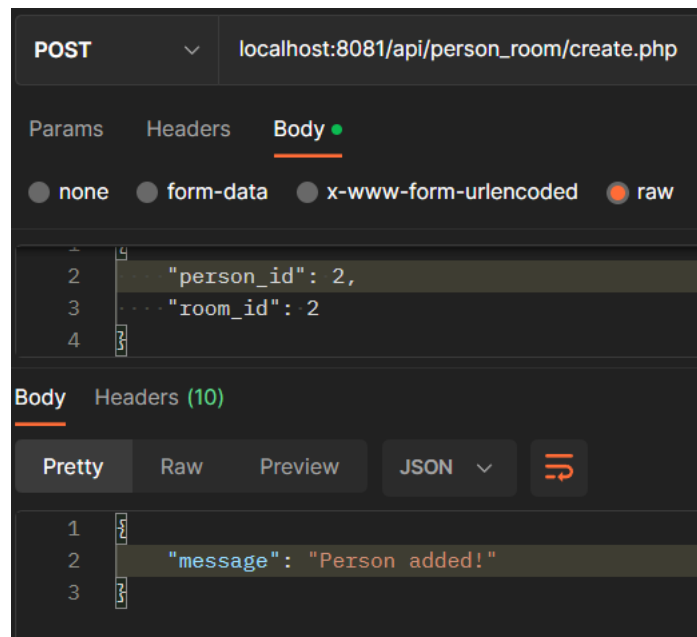 POST localhost:8081/api/person_room/create.php
Params Headers Body
none form-data x-www-form-urlencoded raw
1 {
2 "person_id": 2,
3 "room_id": 2
4 }
Body Headers (10)
Pretty Raw Preview JSON
1 {
2 "message": "Person added!"
3 }